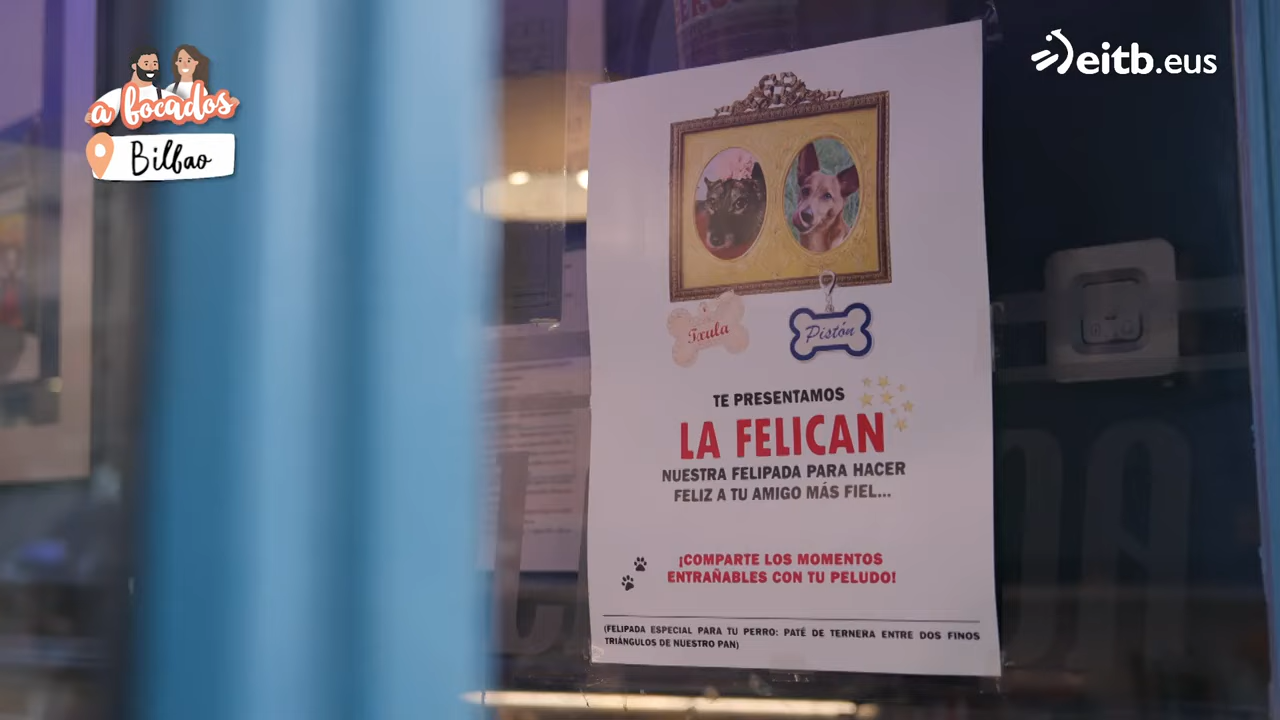 a bocados
Bilbao
eitb.eus
Txula
Pistón
TE PRESENTAMOS
LA FELICAN
NUESTRA FELIPADA PARA HACER
FELIZ A TU AMIGO MÁS FIEL...
¡COMPARTE LOS MOMENTOS
ENTRAÑABLES CON TU PELUDO!
(FELIPADA ESPECIAL PARA TU PERRO: PATÉ DE TERNERA ENTRE DOS FINOS
TRIÁNGULOS DE NUESTRO PAN)